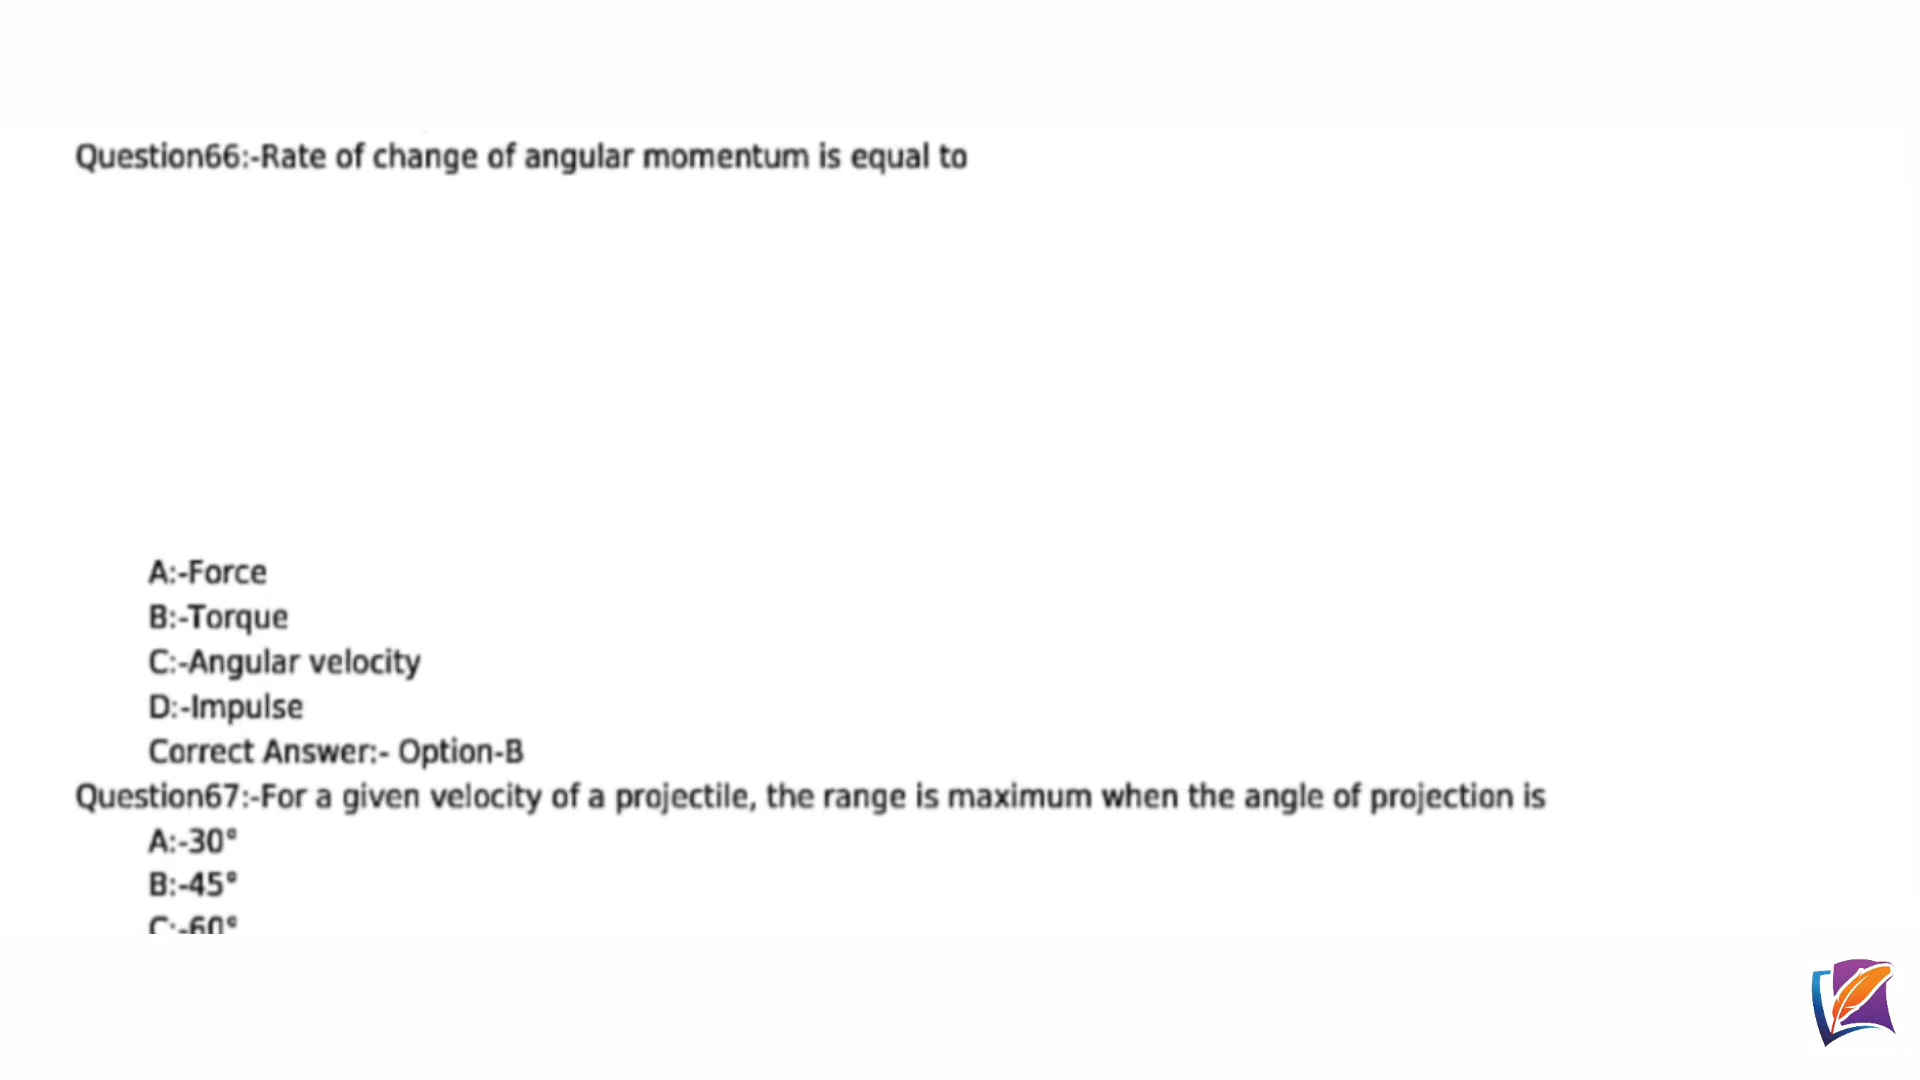 Question66:-Rate of change of angular momentum is equal to
A:-Force
B:-Torque
C:-Angular velocity
D:-Impulse
Correct Answer:- Option-B
Question67:-For a given velocity of a projectile, the range is maximum when the angle of projection is
A:-30°
B:-45°
C:-60°